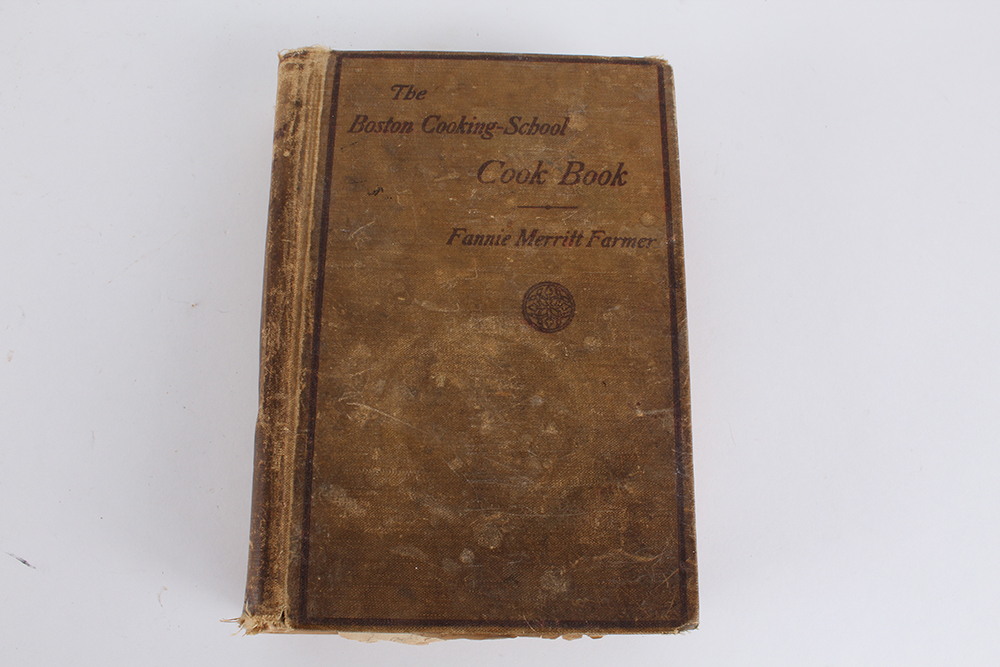 The
Boston Cooking-School
Cook Book
Fannie Merritt Farmer